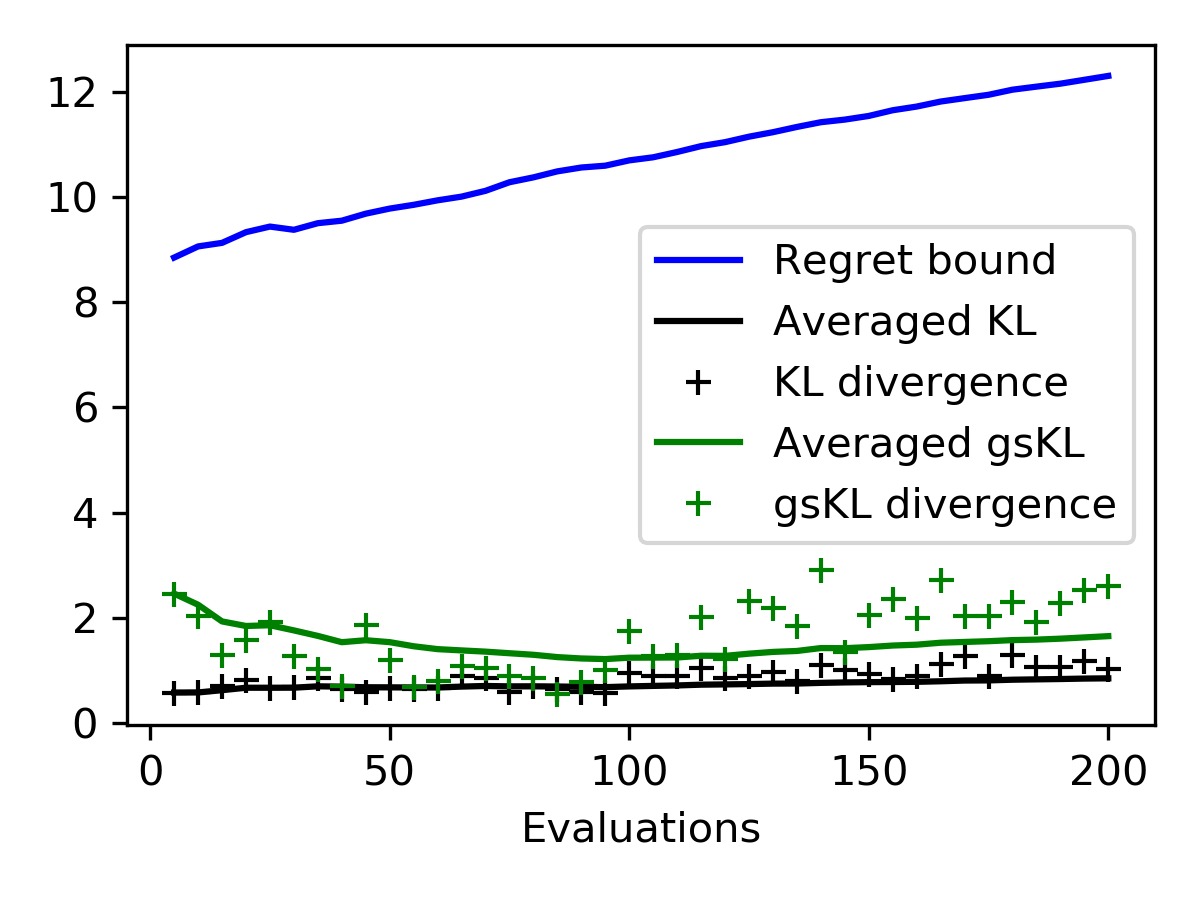 12
10
8
6
4
2
0
Regret bound
Averaged KL
KL divergence
Averaged gsKL
gsKL divergence
0 50 100 150 200
Evaluations